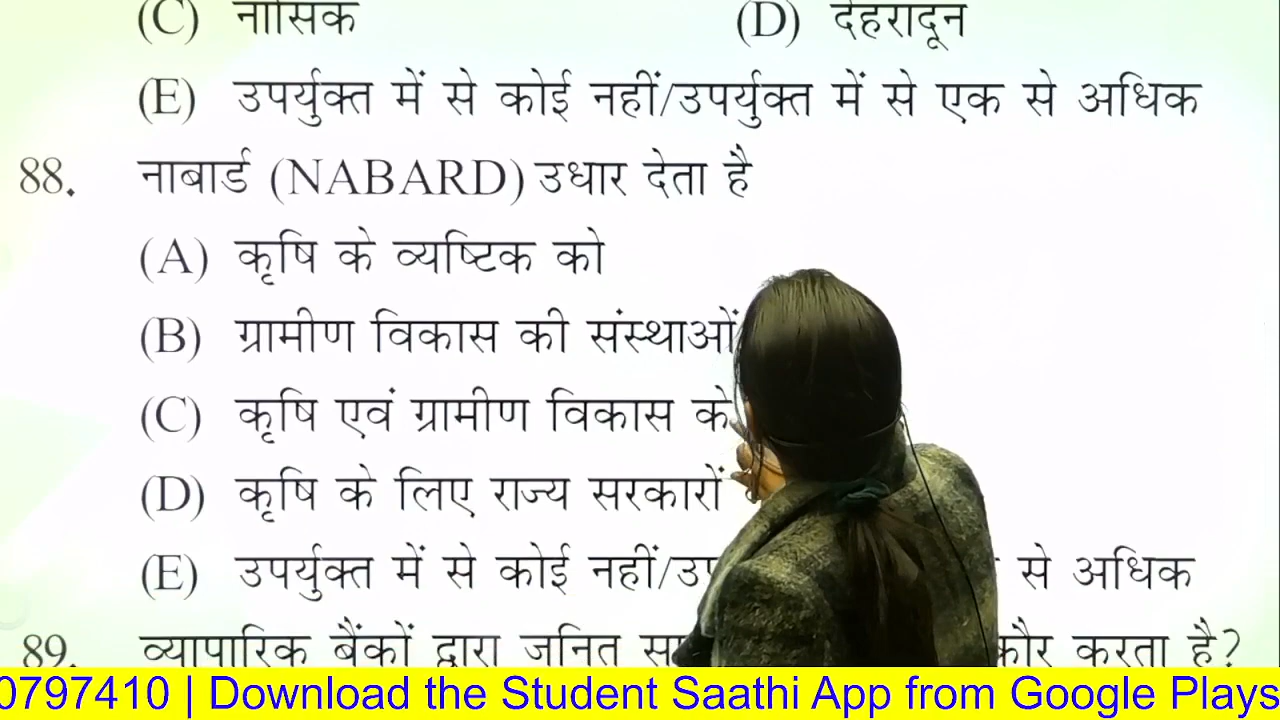 (C) नासिक (D) देहरादून
(E) उपर्युक्त में से कोई नहीं/उपर्युक्त में से एक से अधिक
88. नाबार्ड (NABARD) उधार देता है
(A) कृषि के व्यष्टिक को
(B) ग्रामीण विकास की संस्थाओं
(C) कृषि एवं ग्रामीण विकास के
(D) कृषि के लिए राज्य सरकारों
(E) उपर्युक्त में से कोई नहीं/ से अधिक
89. व्यापारिक बैंकों द्वारा जनित करता है?
0797410 | Download the Student Saathi App from Google Plays